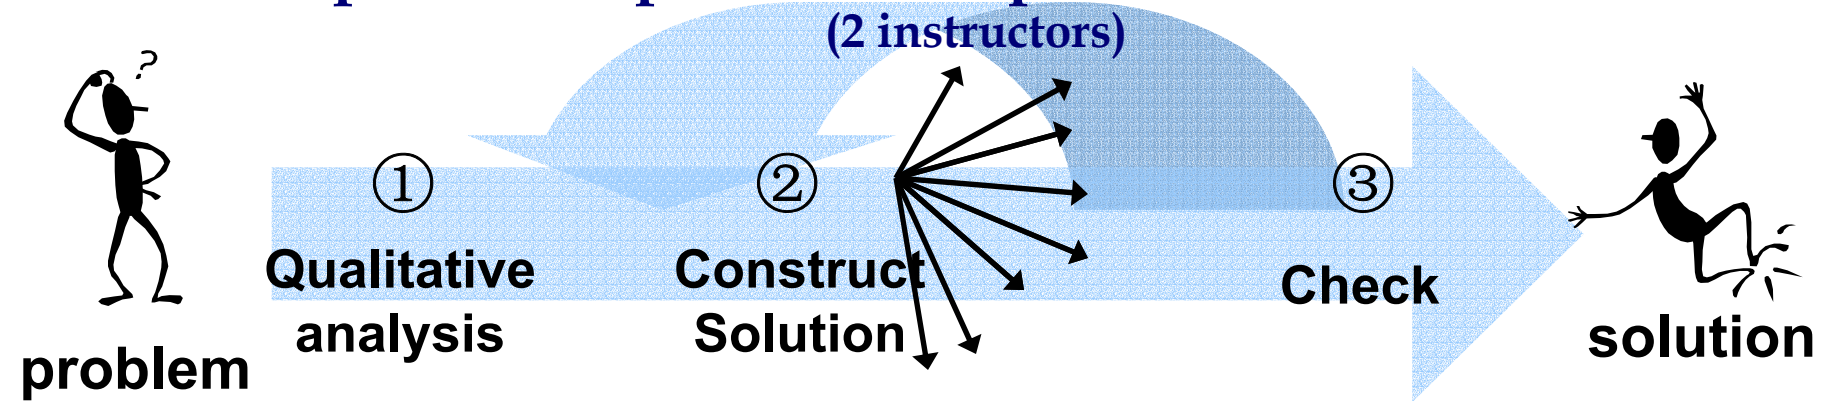 (2 instructors)
?
① ② ③
Qualitative
analysis
Construct
Solution
Check
problem
solution